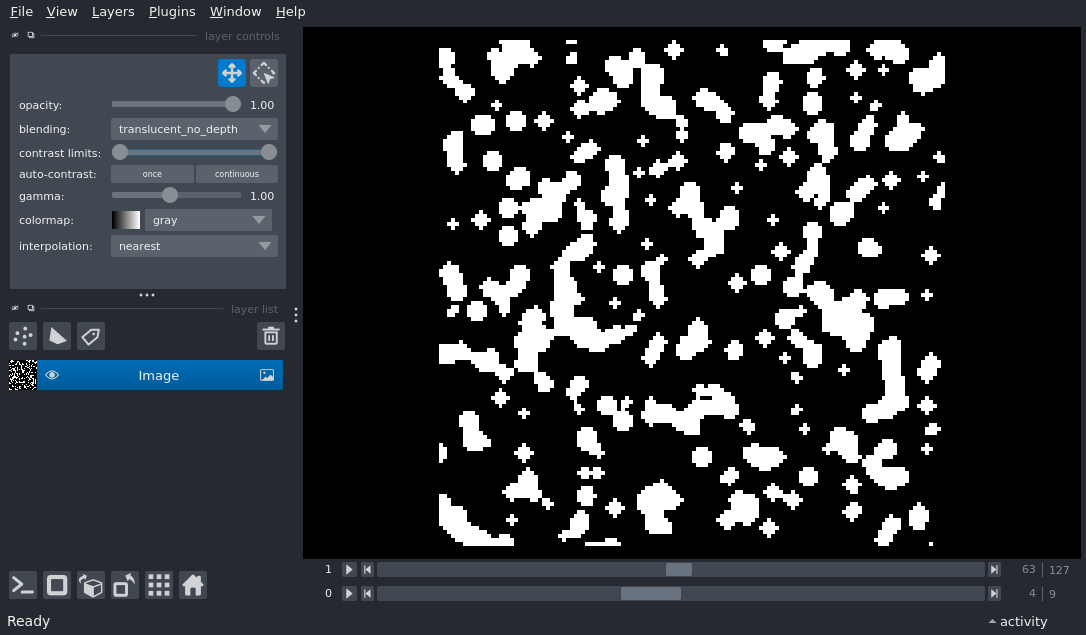 File View Layers Plugins Window Help
layer controls
opacity: 1.00
blending: translucent_no_depth
contrast limits:
auto-contrast: once continuous
gamma: 1.00
colormap: gray
interpolation: nearest
layer list
Image
1 63 127
0 4 9
Ready activity